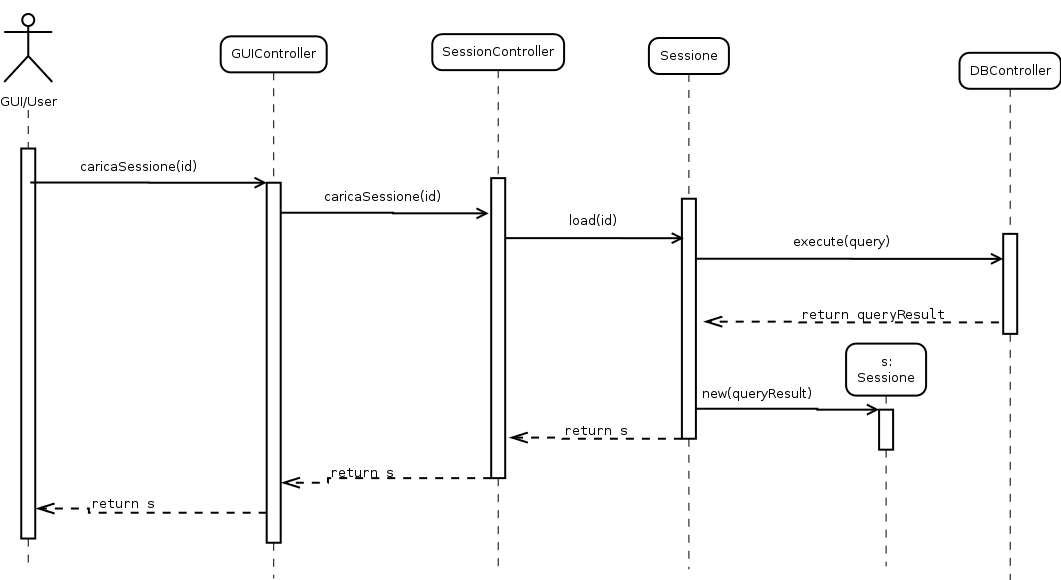 GUI/User
GUIController
SessionController
Sessione
DBController
caricaSessione(id)
caricaSessione(id)
load(id)
execute(query)
return queryResult
s:
Sessione
new(queryResult)
return s
return s
return s